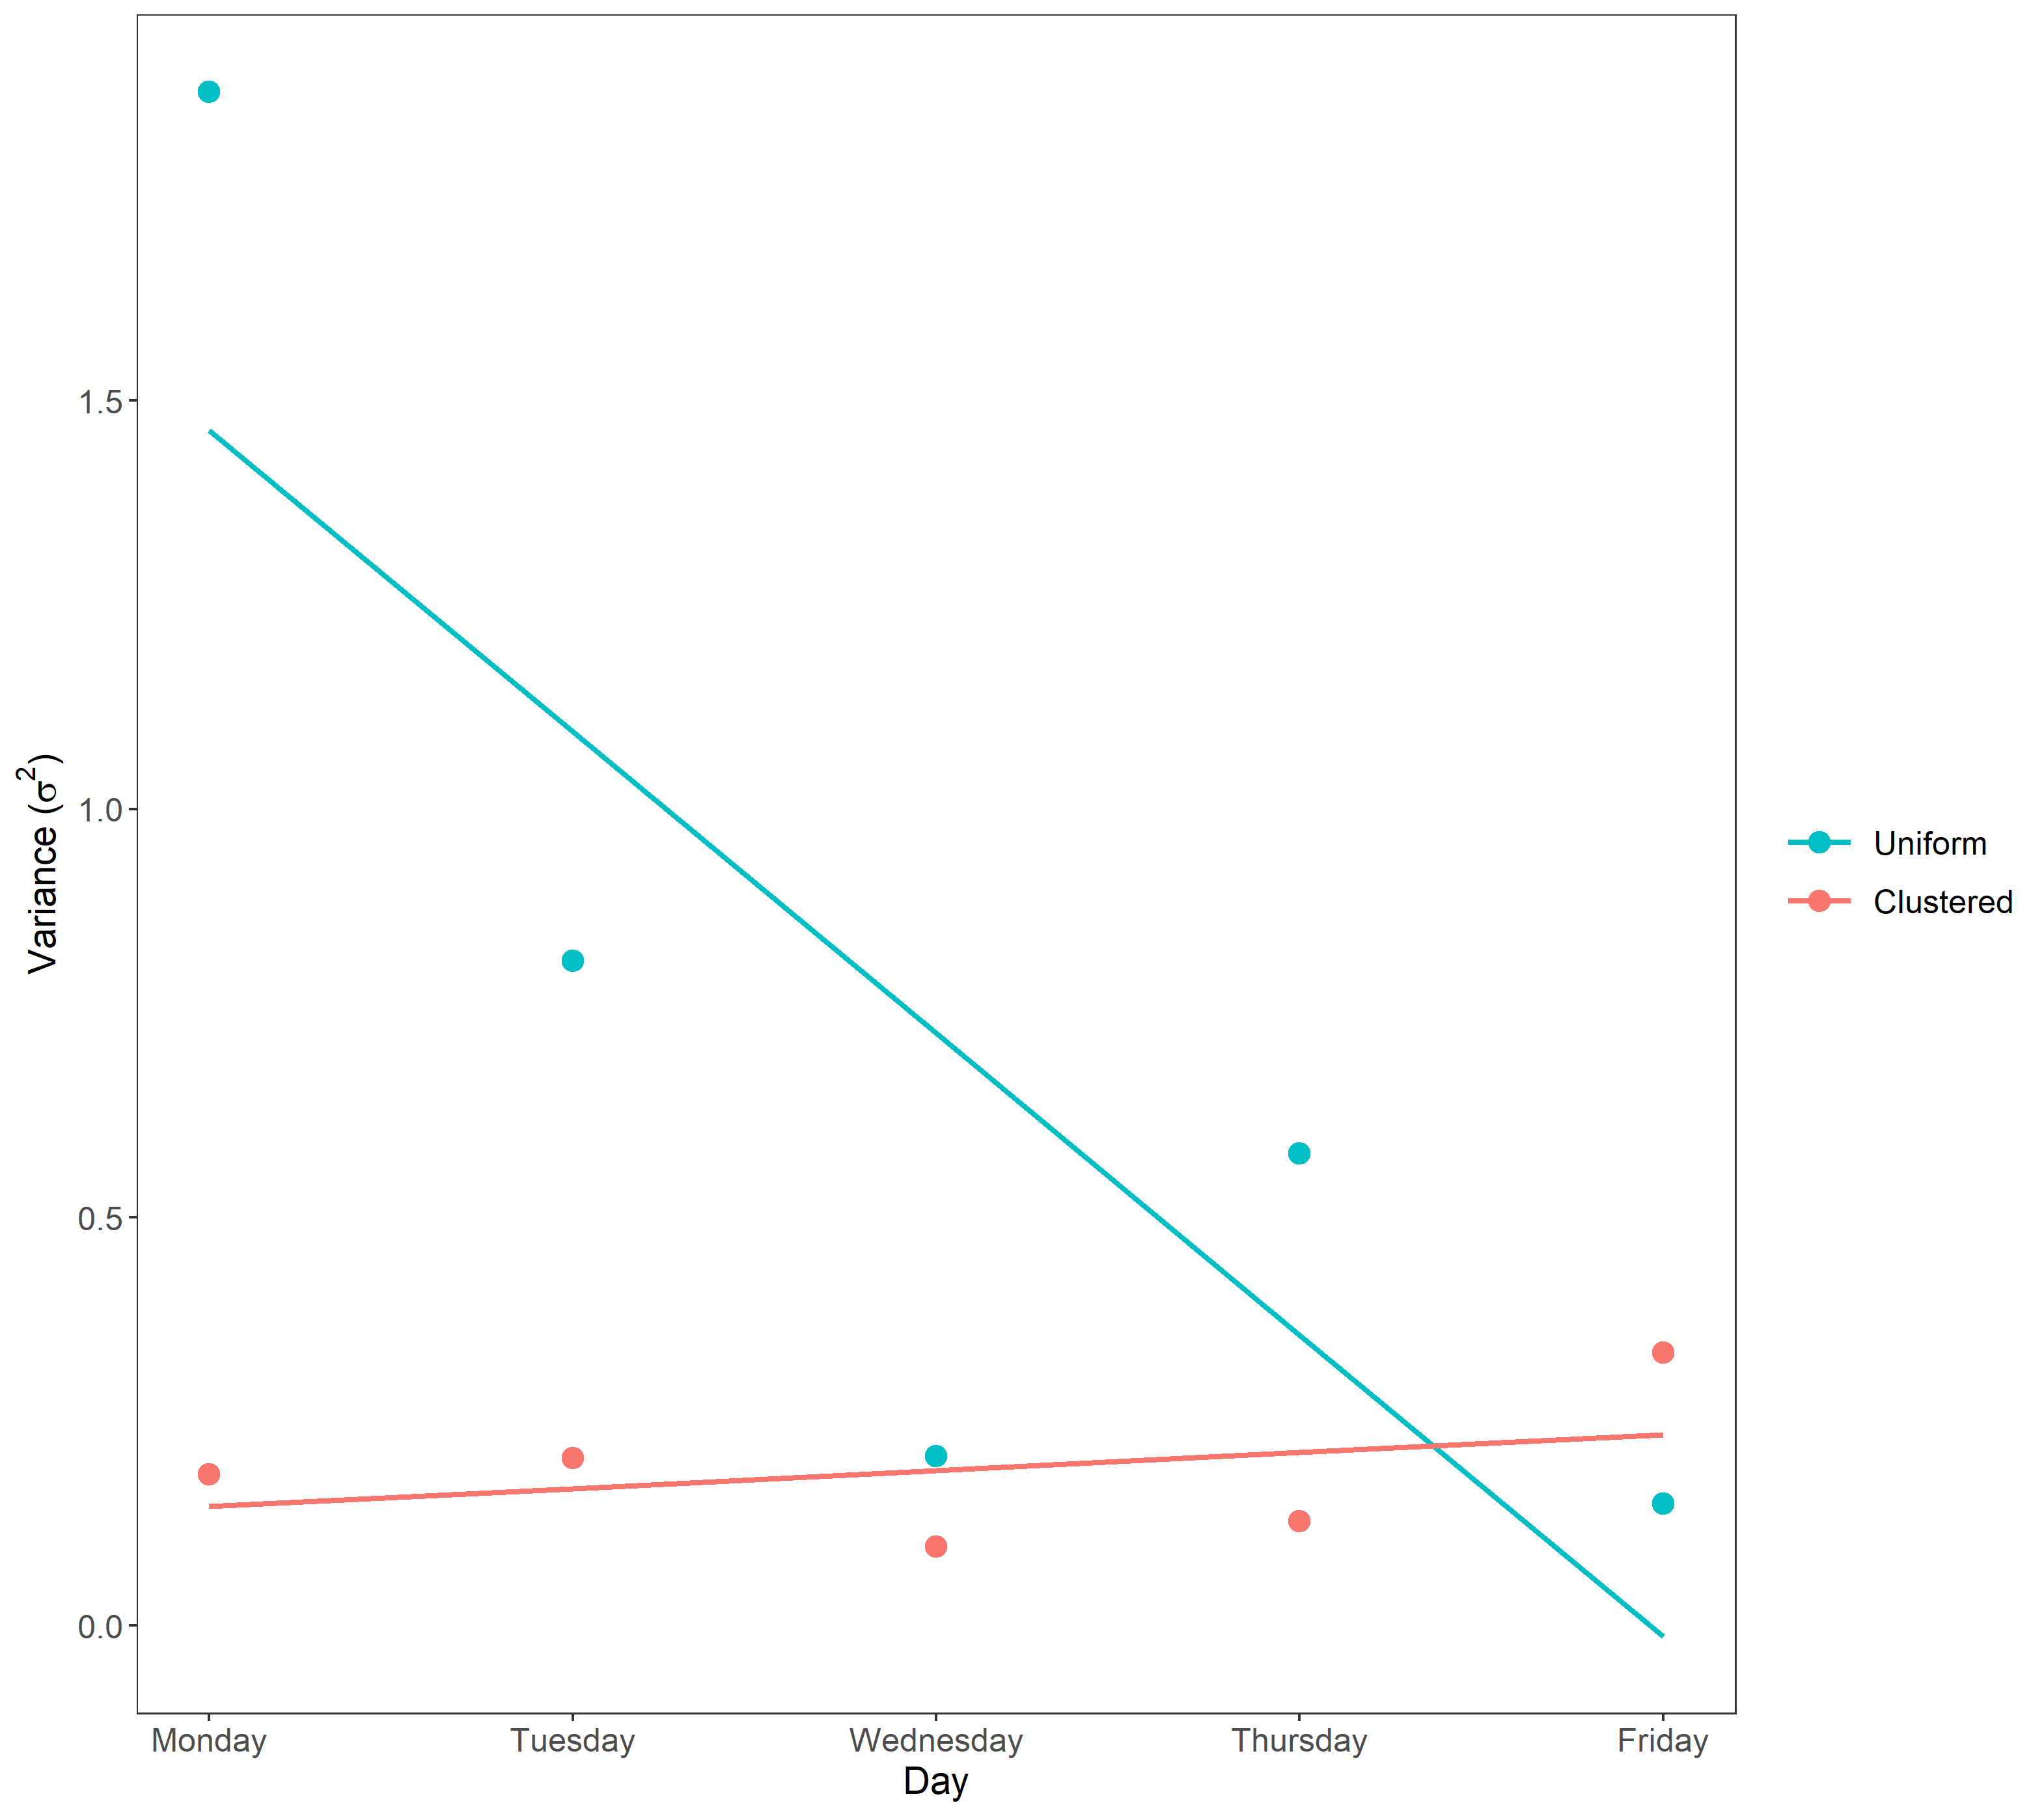 Variance (σ²)
1.5
1.0
0.5
0.0
Monday Tuesday Wednesday Thursday Friday
Day
Uniform
Clustered